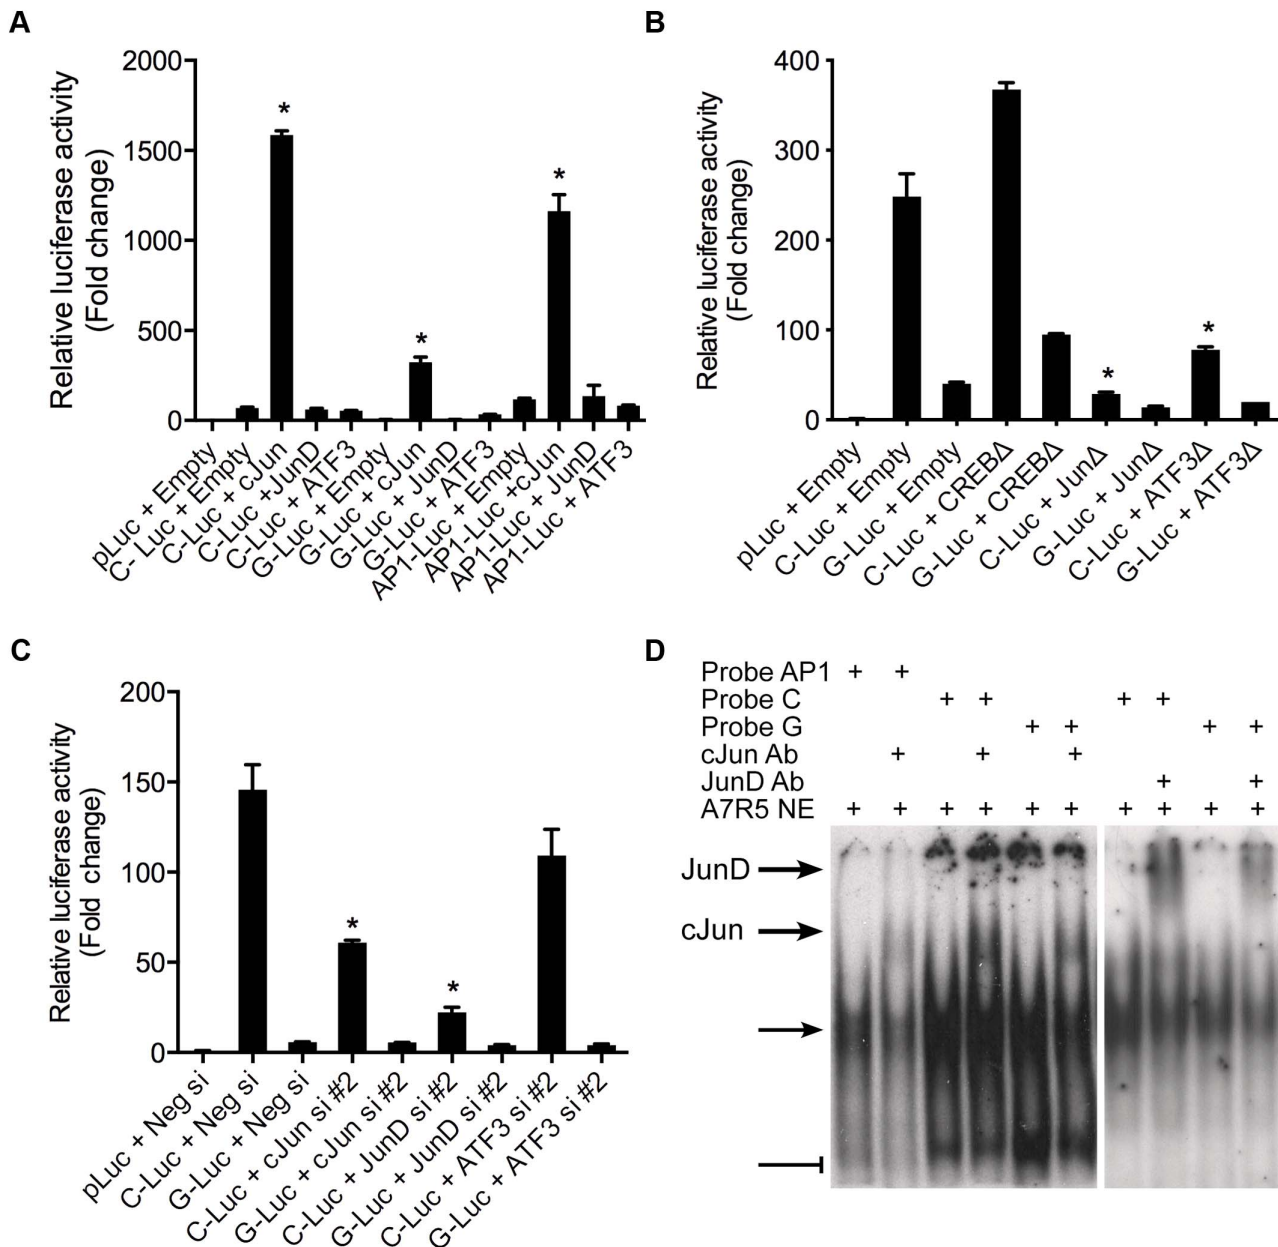 A
Relative luciferase activity
(Fold change)
2000
1500
1000
500
0
*
*
*
pLuc + Empty
C- Luc + Empty
C-Luc + cJun
C-Luc +JunD
C-Luc + ATF3
G-Luc + Empty
G-Luc + cJun
G-Luc + JunD
G-Luc + ATF3
AP1-Luc + Empty
AP1-Luc +cJun
AP1-Luc + JunD
AP1-Luc + ATF3
B
Relative luciferase activity
(Fold change)
400
300
200
100
0
*
*
pLuc + Empty
C-Luc + Empty
G-Luc + Empty
C-Luc + CREBΔ
G-Luc + CREBΔ
C-Luc + JunΔ
G-Luc + JunΔ
C-Luc + ATF3Δ
G-Luc + ATF3Δ
C
Relative luciferase activity
(Fold change)
200
150
100
50
0
*
*
pLuc + Neg si
C-Luc + Neg si
G-Luc + Neg si
C-Luc + cJun si #2
G-Luc + cJun si #2
C-Luc + JunD si #2
G-Luc + JunD si #2
C-Luc + ATF3 si #2
G-Luc + ATF3 si #2
D
Probe AP1 + +
Probe C + + + +
Probe G + + + +
cJun Ab + + +
JunD Ab + +
A7R5 NE + + + + + + + + + +
JunD
cJun